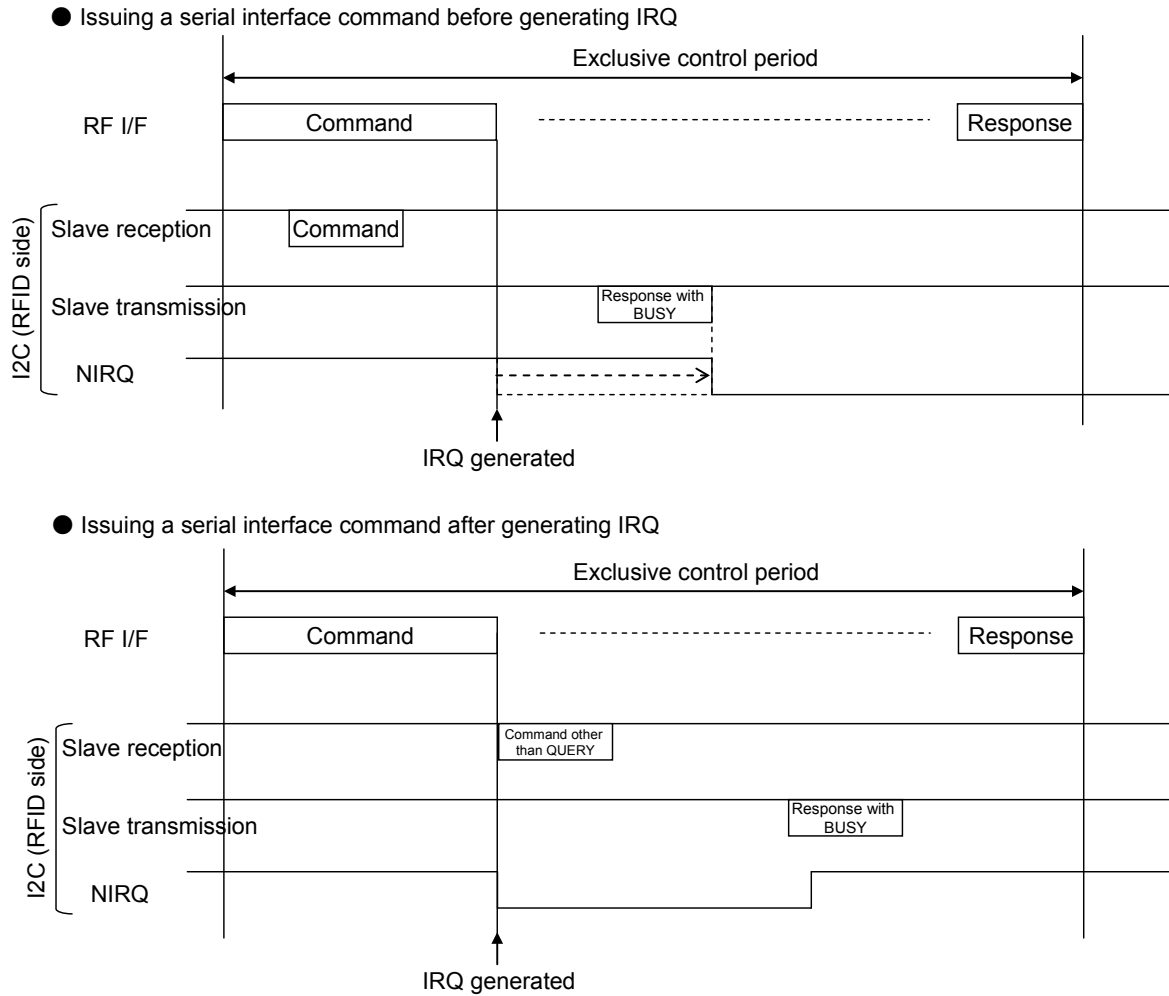 ● Issuing a serial interface command before generating IRQ
Exclusive control period
RF I/F
Command
Response
I2C (RFID side)
Slave reception
Command
Slave transmission
Response with
BUSY
NIRQ
IRQ generated
● Issuing a serial interface command after generating IRQ
Exclusive control period
RF I/F
Command
Response
I2C (RFID side)
Slave reception
Command other
than QUERY
Slave transmission
Response with
BUSY
NIRQ
IRQ generated